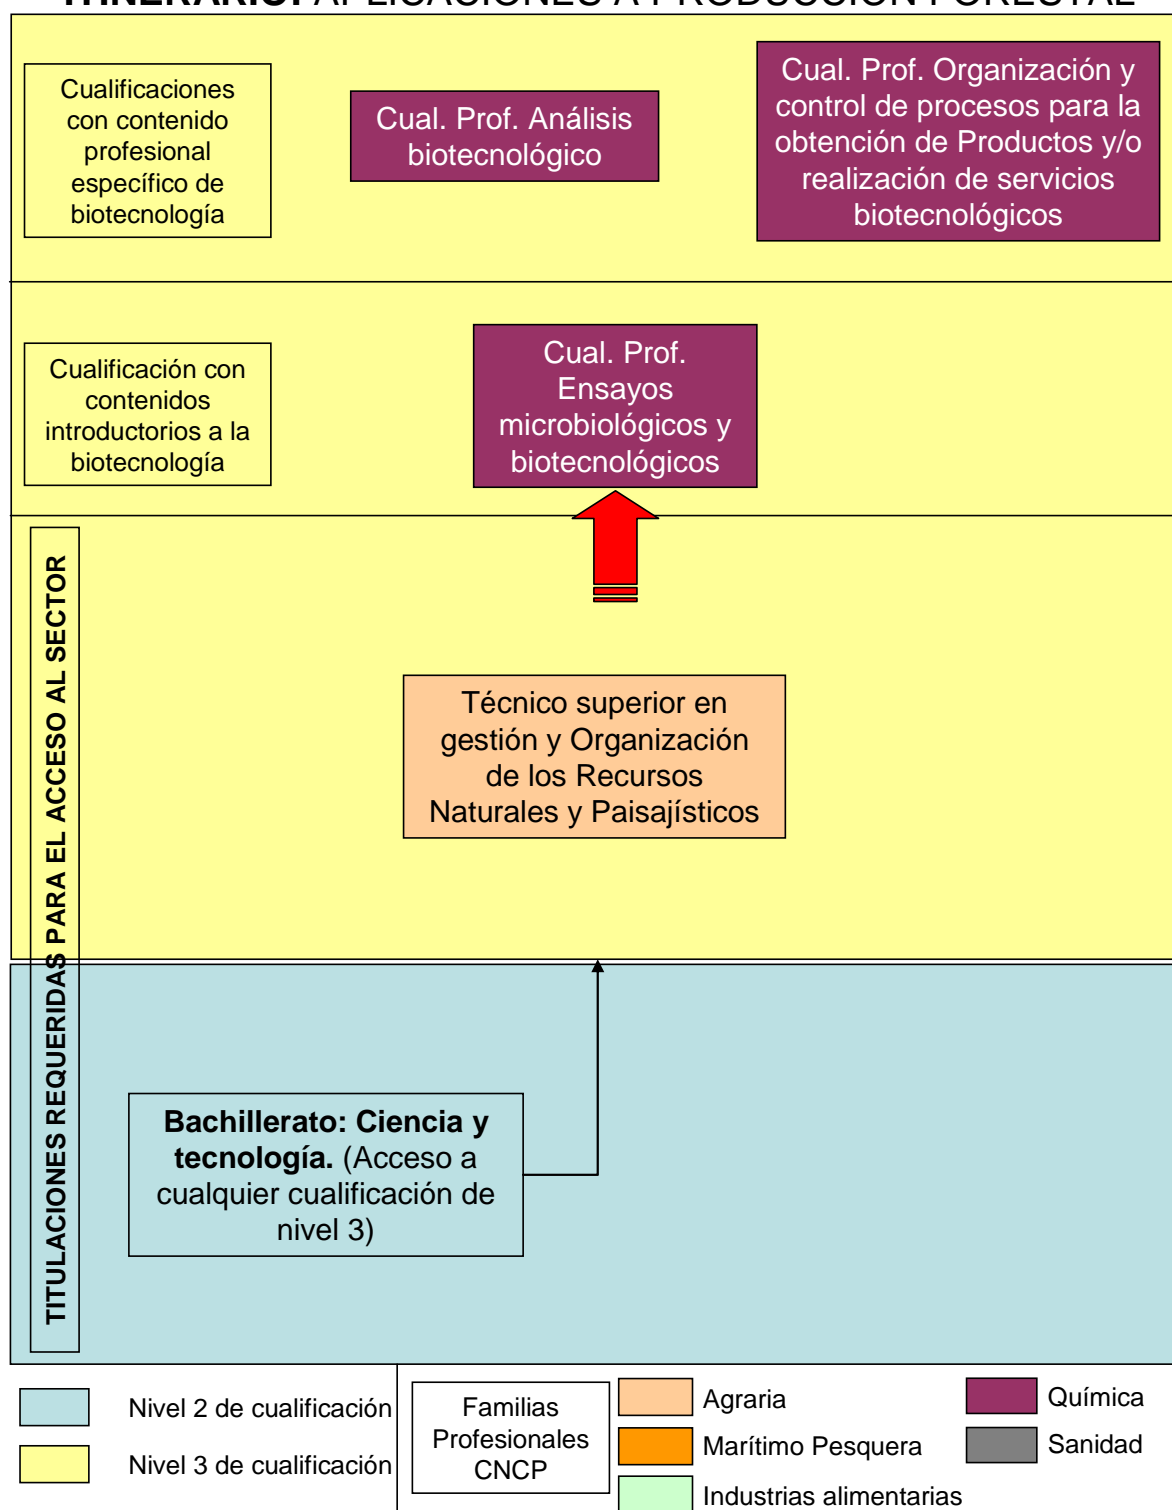 ITINERARIO: APLICACIONES A PRODUCCIÓN FORESTAL
Cualificaciones
con contenido
profesional
específico de
biotecnología
Cual. Prof. Análisis
biotecnológico
Cual. Prof. Organización y
control de procesos para la
obtención de Productos y/o
realización de servicios
biotecnológicos
Cualificación con
contenidos
introductorios a la
biotecnología
Cual. Prof.
Ensayos
microbiológicos y
biotecnológicos
TITULACIONES REQUERIDAS PARA EL ACCESO AL SECTOR
Técnico superior en
gestión y Organización
de los Recursos
Naturales y Paisajísticos
Bachillerato: Ciencia y
tecnología. (Acceso a
cualquier cualificación de
nivel 3)
Nivel 2 de cualificación
Nivel 3 de cualificación
Familias
Profesionales
CNCP
Agraria
Marítimo Pesquera
Industrias alimentarias
Química
Sanidad